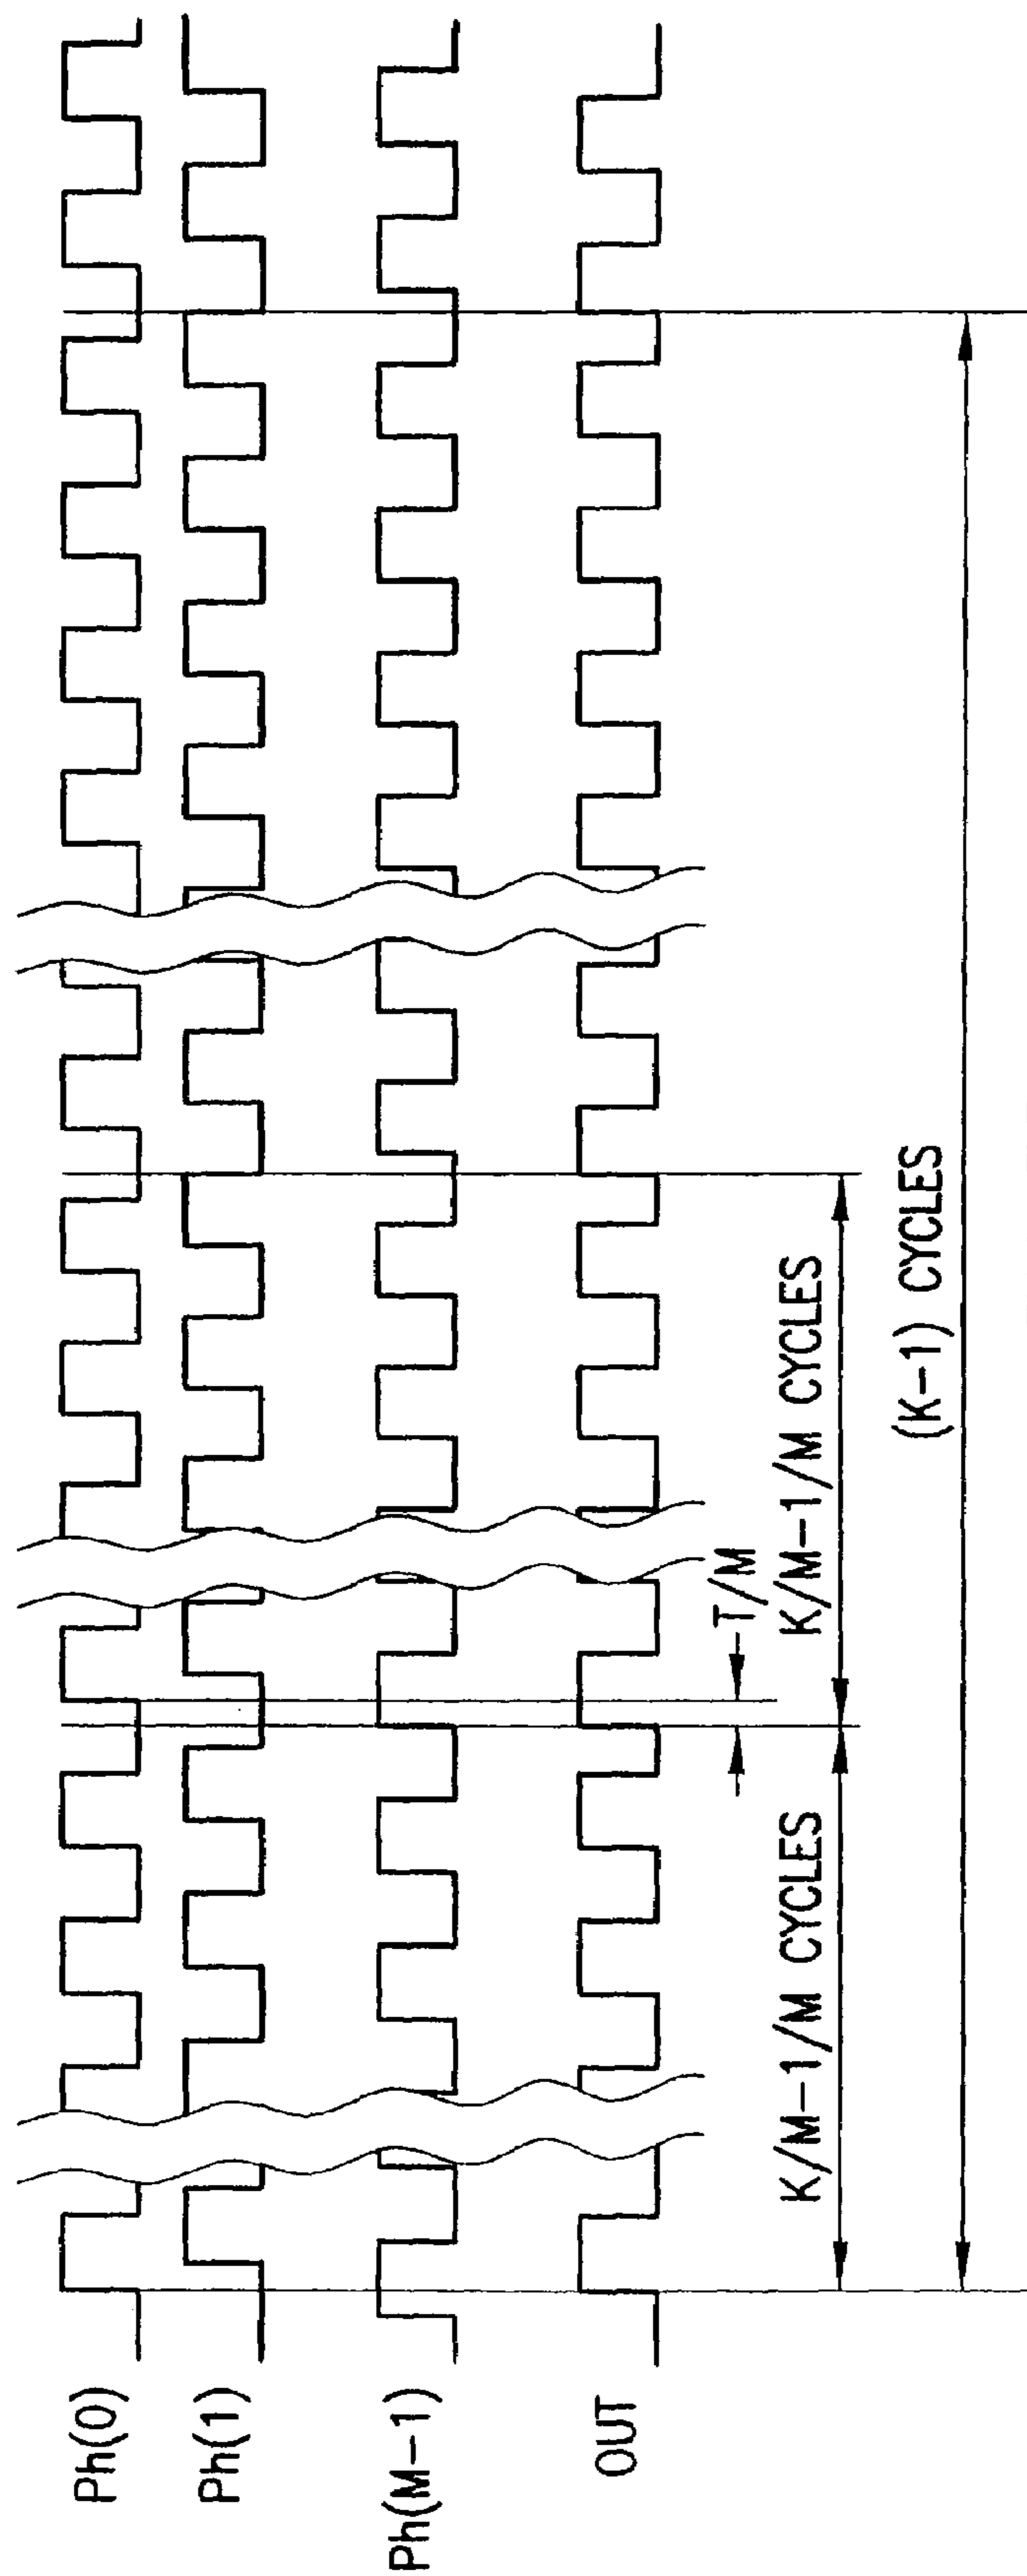 Ph(0)
Ph(1)
Ph(M-1)
OUT
T/M
K/M-1/M CYCLES
K/M-1/M CYCLES
(K-1) CYCLES